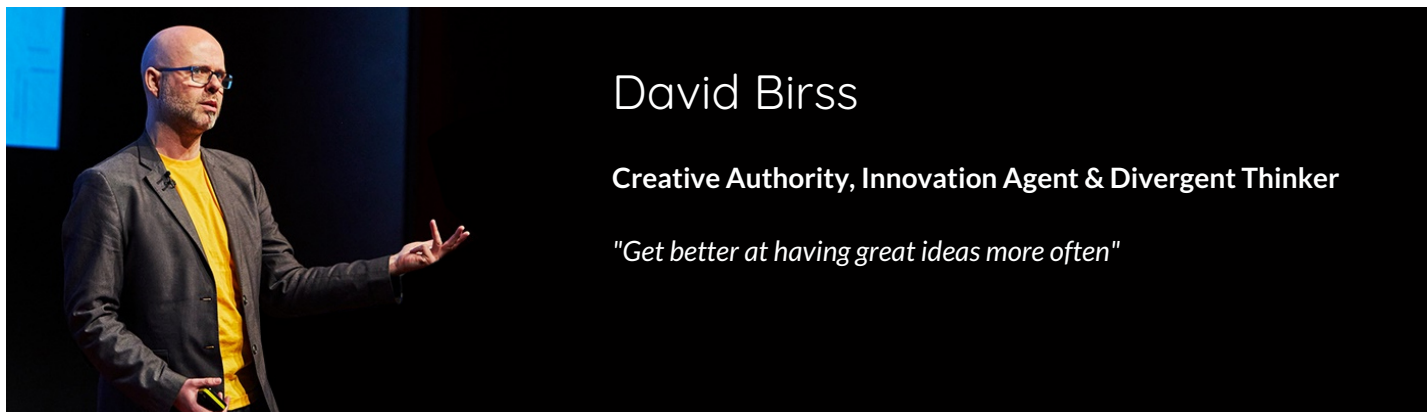 David Birss
Creative Authority, Innovation Agent & Divergent Thinker
"Get better at having great ideas more often"